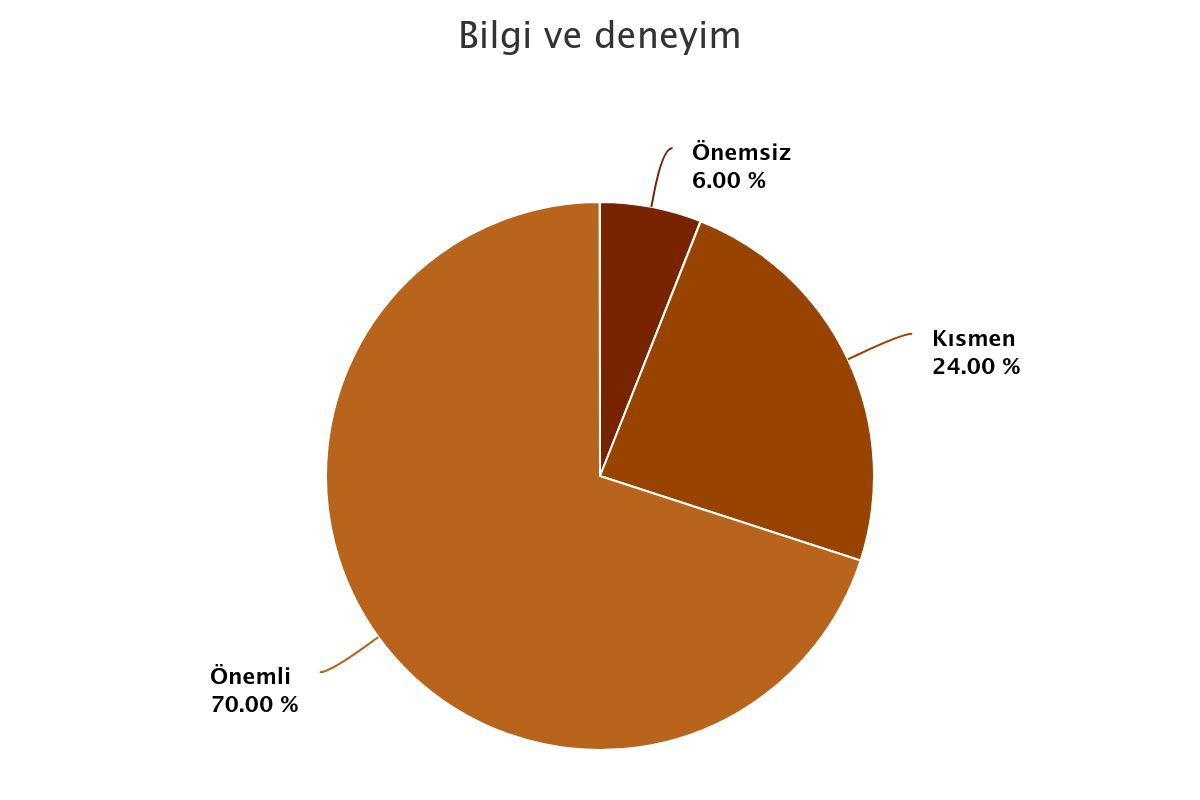 Bilgi ve deneyim
Önemsiz
6.00 %
Kısmen
24.00 %
Önemli
70.00 %